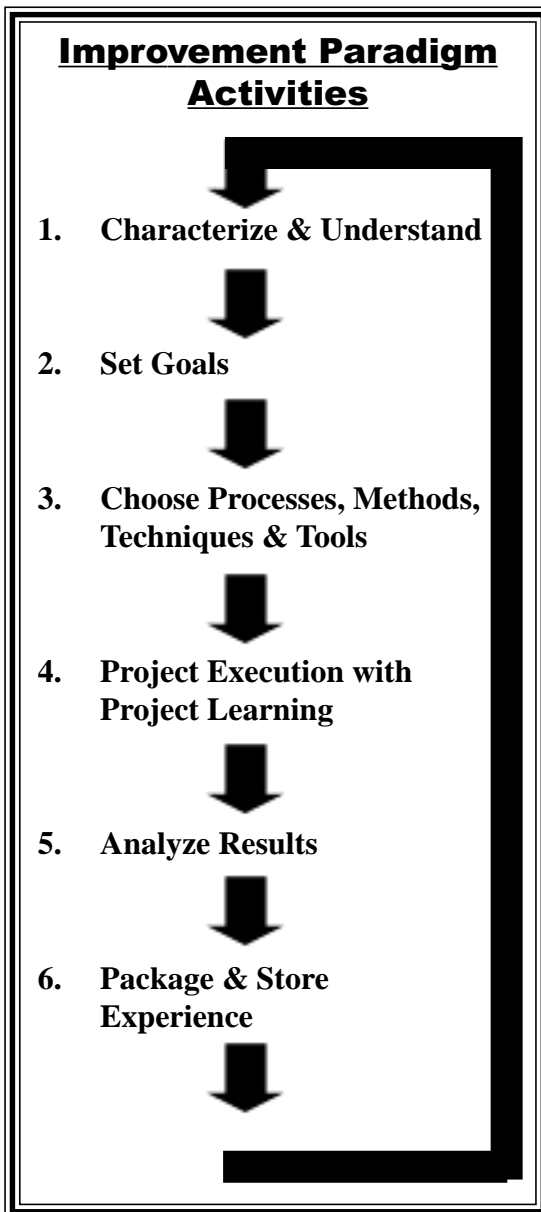 Improvement Paradigm
Activities
1. Characterize & Understand
2. Set Goals
3. Choose Processes, Methods,
Techniques & Tools
4. Project Execution with
Project Learning
5. Analyze Results
6. Package & Store
Experience